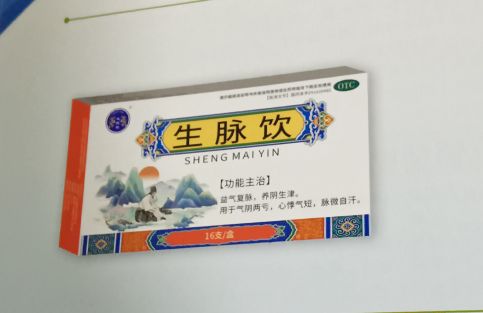 OTC
生脉饮
SHENG MAI YIN
【功能主治】
益气复脉，养阴生津。
用于气阴两亏，心悸气短，脉微自汗。
16支/盒